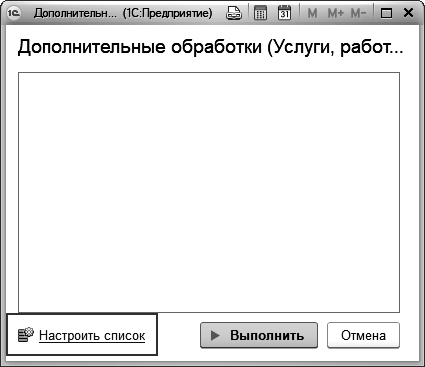 1С Дополнительн... (1С:Предприятие) 31 M M+ M-
Дополнительные обработки (Услуги, работ...
Настроить список Выполнить Отмена